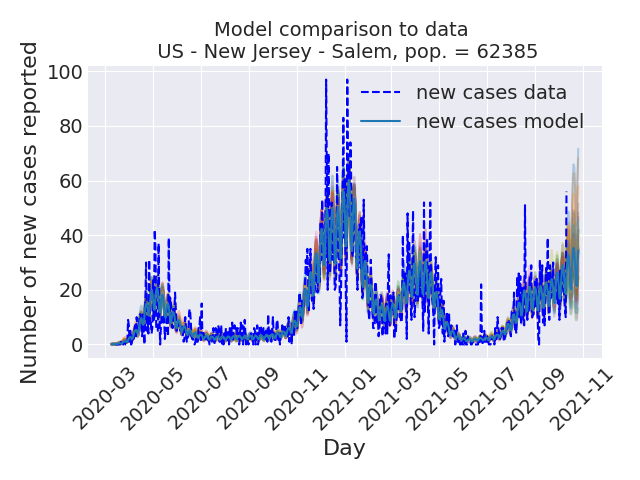 Model comparison to data
US - New Jersey - Salem, pop. = 62385
Number of new cases reported
100
80
60
40
20
0
new cases data
new cases model
2020-03
2020-05
2020-07
2020-09
2020-11
2021-01
2021-03
2021-05
2021-07
2021-09
2021-11
Day